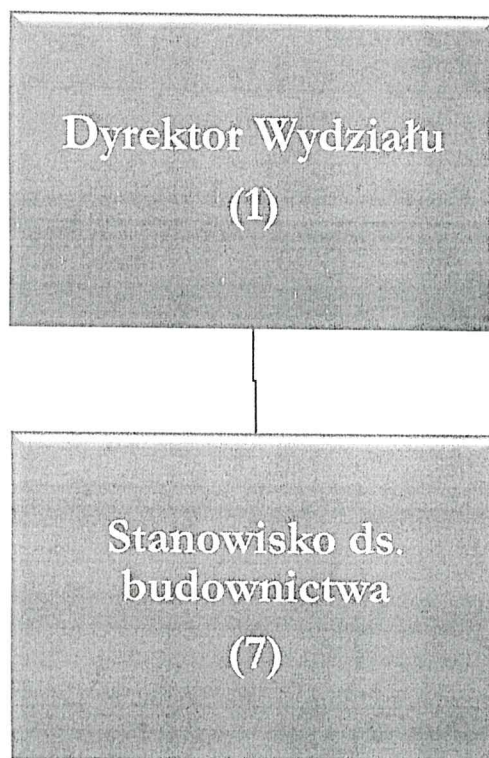 Dyrektor Wydziału
(1)
Stanowisko ds.
budownictwa
(7)